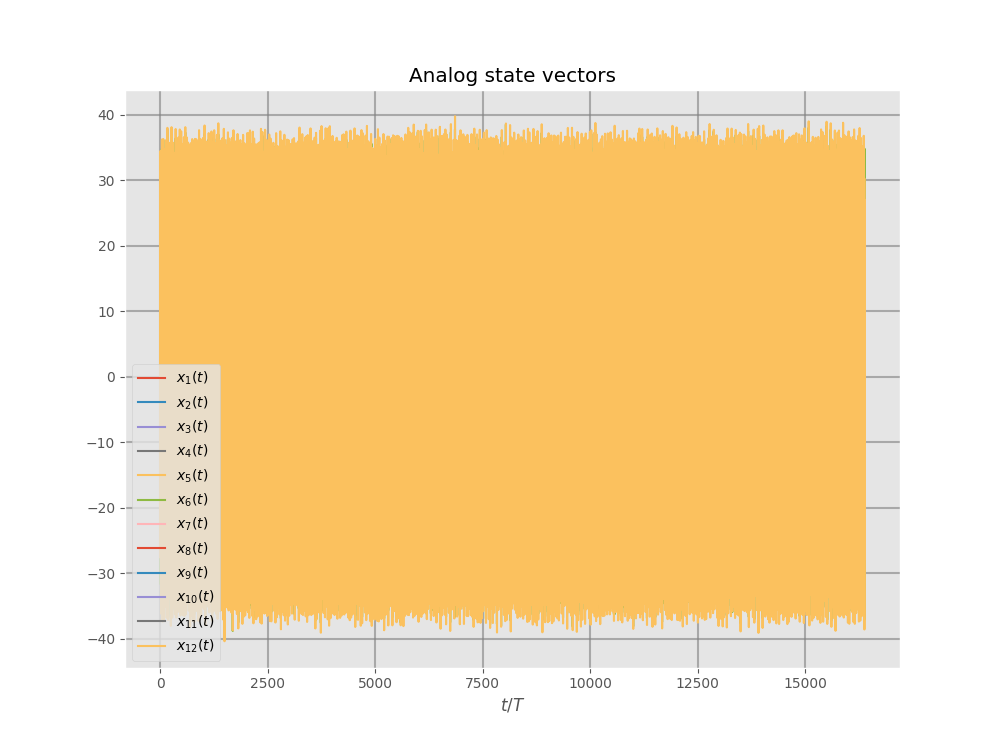 Analog state vectors
40
30
20
10
0
−10
−20
−30
−40
x₁(t)
x₂(t)
x₃(t)
x₄(t)
x₅(t)
x₆(t)
x₇(t)
x₈(t)
x₉(t)
x₁₀(t)
x₁₁(t)
x₁₂(t)
0 2500 5000 7500 10000 12500 15000
t/T